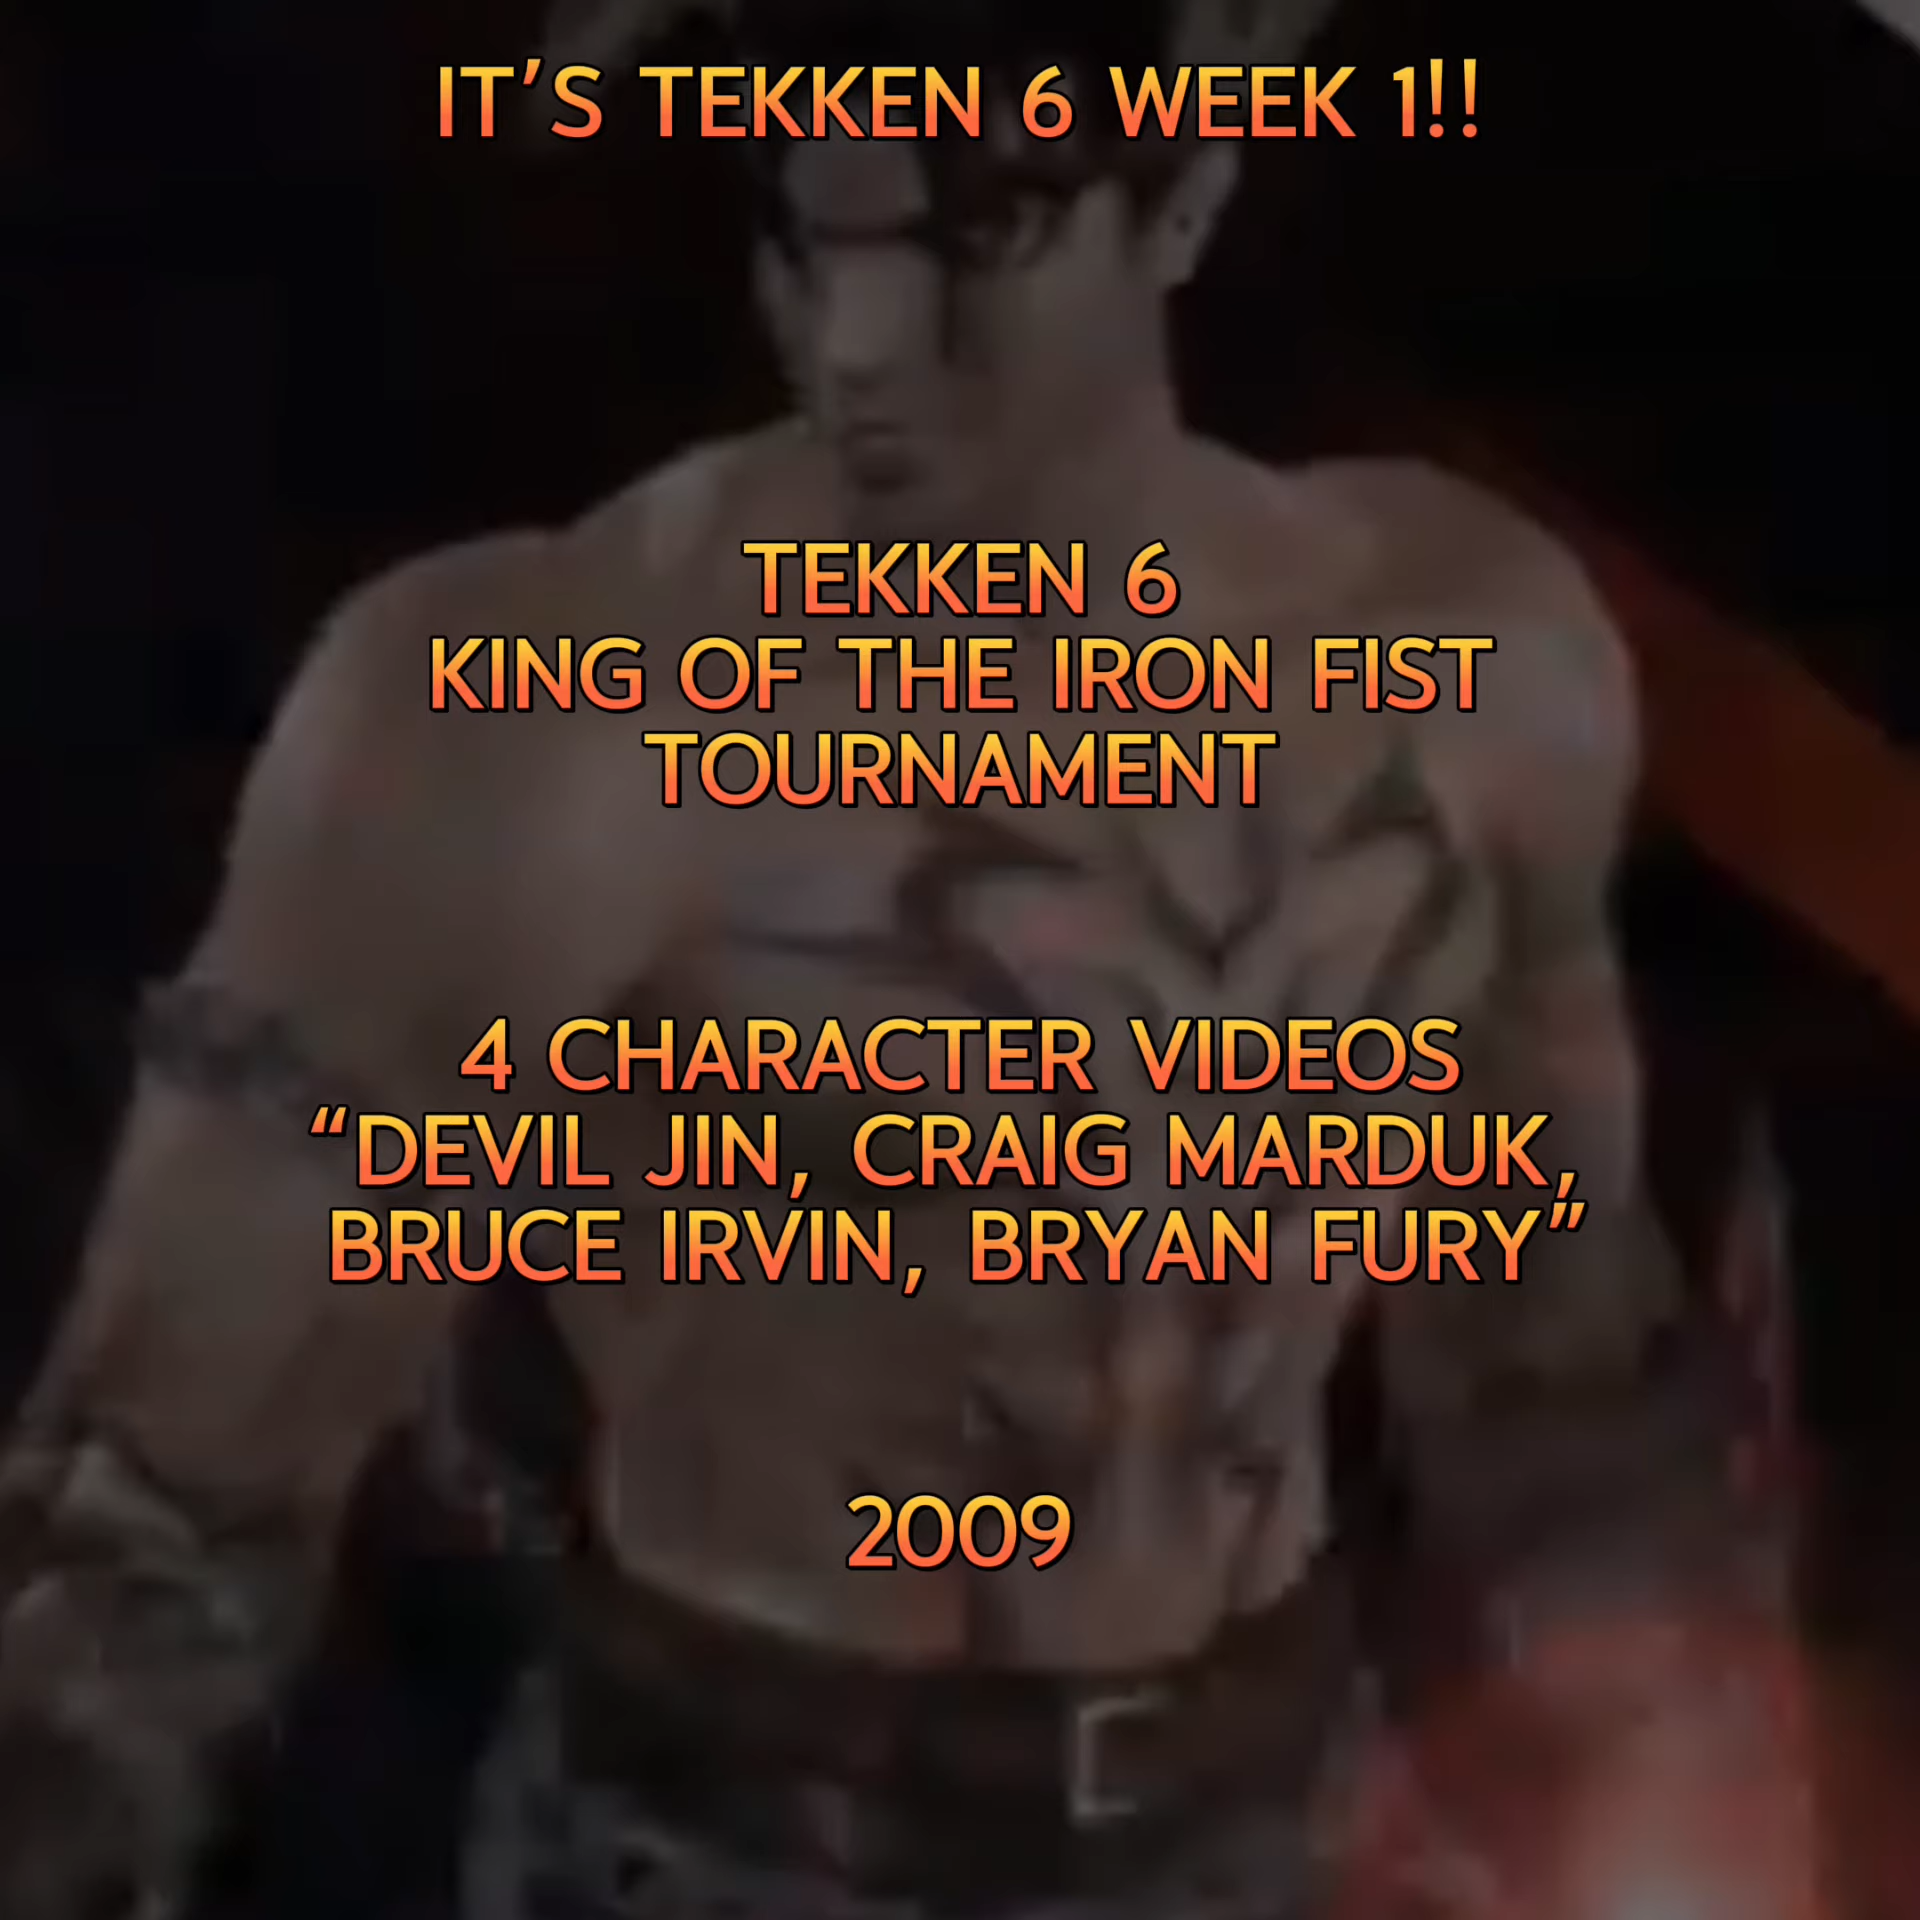 IT'S TEKKEN 6 WEEK 1!!
TEKKEN 6
KING OF THE IRON FIST
TOURNAMENT
4 CHARACTER VIDEOS
“DEVIL JIN, CRAIG MARDUK,
BRUCE IRVIN, BRYAN FURY”
2009